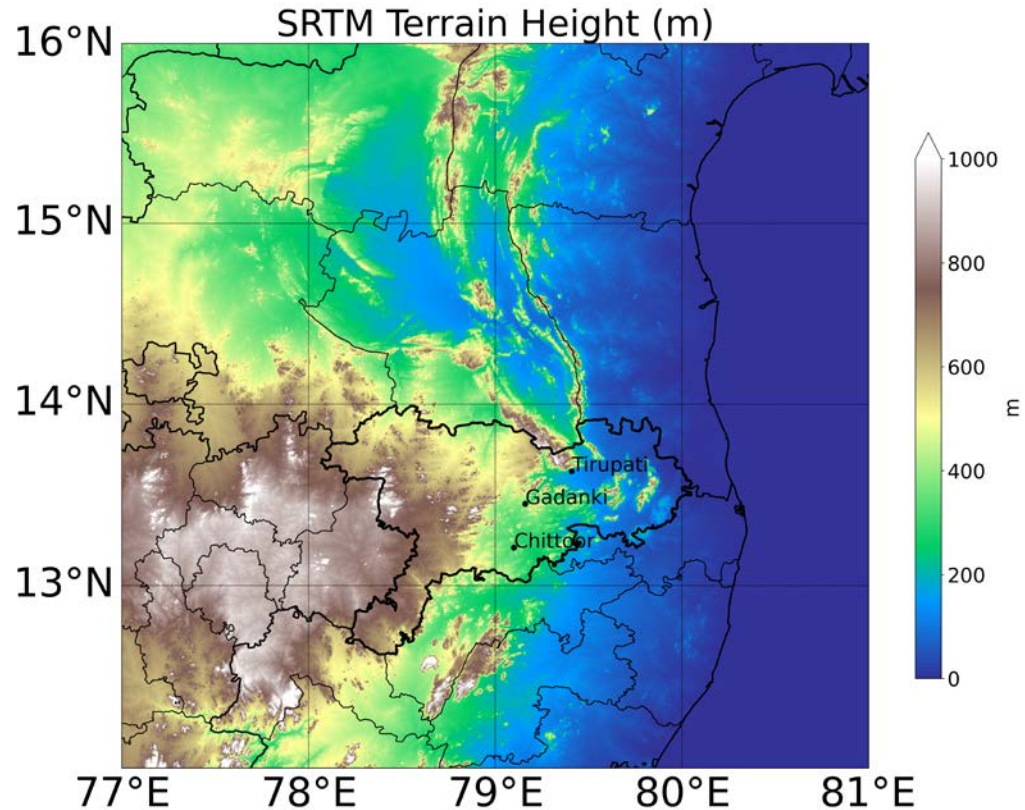 SRTM Terrain Height (m)
16°N
15°N
14°N
13°N
Tirupati
Gadanki
Chittoor
77°E 78°E 79°E 80°E 81°E
1000
800
600
400
200
0
m